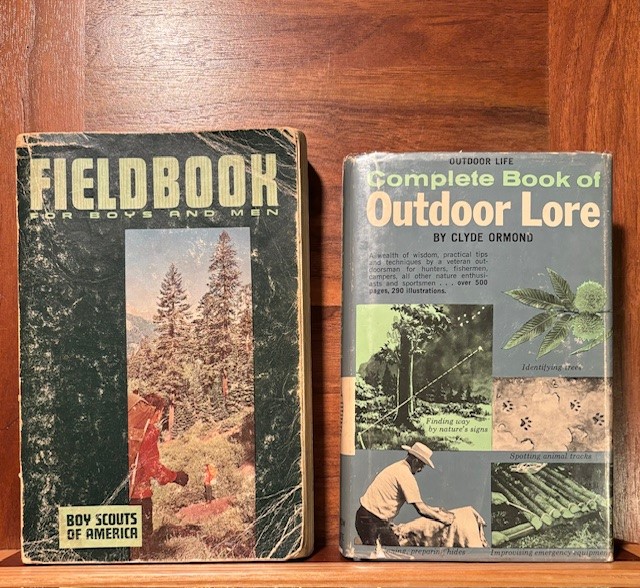 FIELDBOOK
FOR BOYS AND MEN
BOY SCOUTS
OF AMERICA
OUTDOOR LIFE
Complete Book of
Outdoor Lore
BY CLYDE ORMOND
A wealth of wisdom, practical tips
and techniques by a veteran out-
doorsman for hunters, fishermen,
campers, all other nature enthusi-
asts and sportsmen . . . over 500
pages, 290 illustrations.
Identifying trees
Finding way
by nature's signs
Spotting animal tracks
preparing hides
Improvising emergency equipment